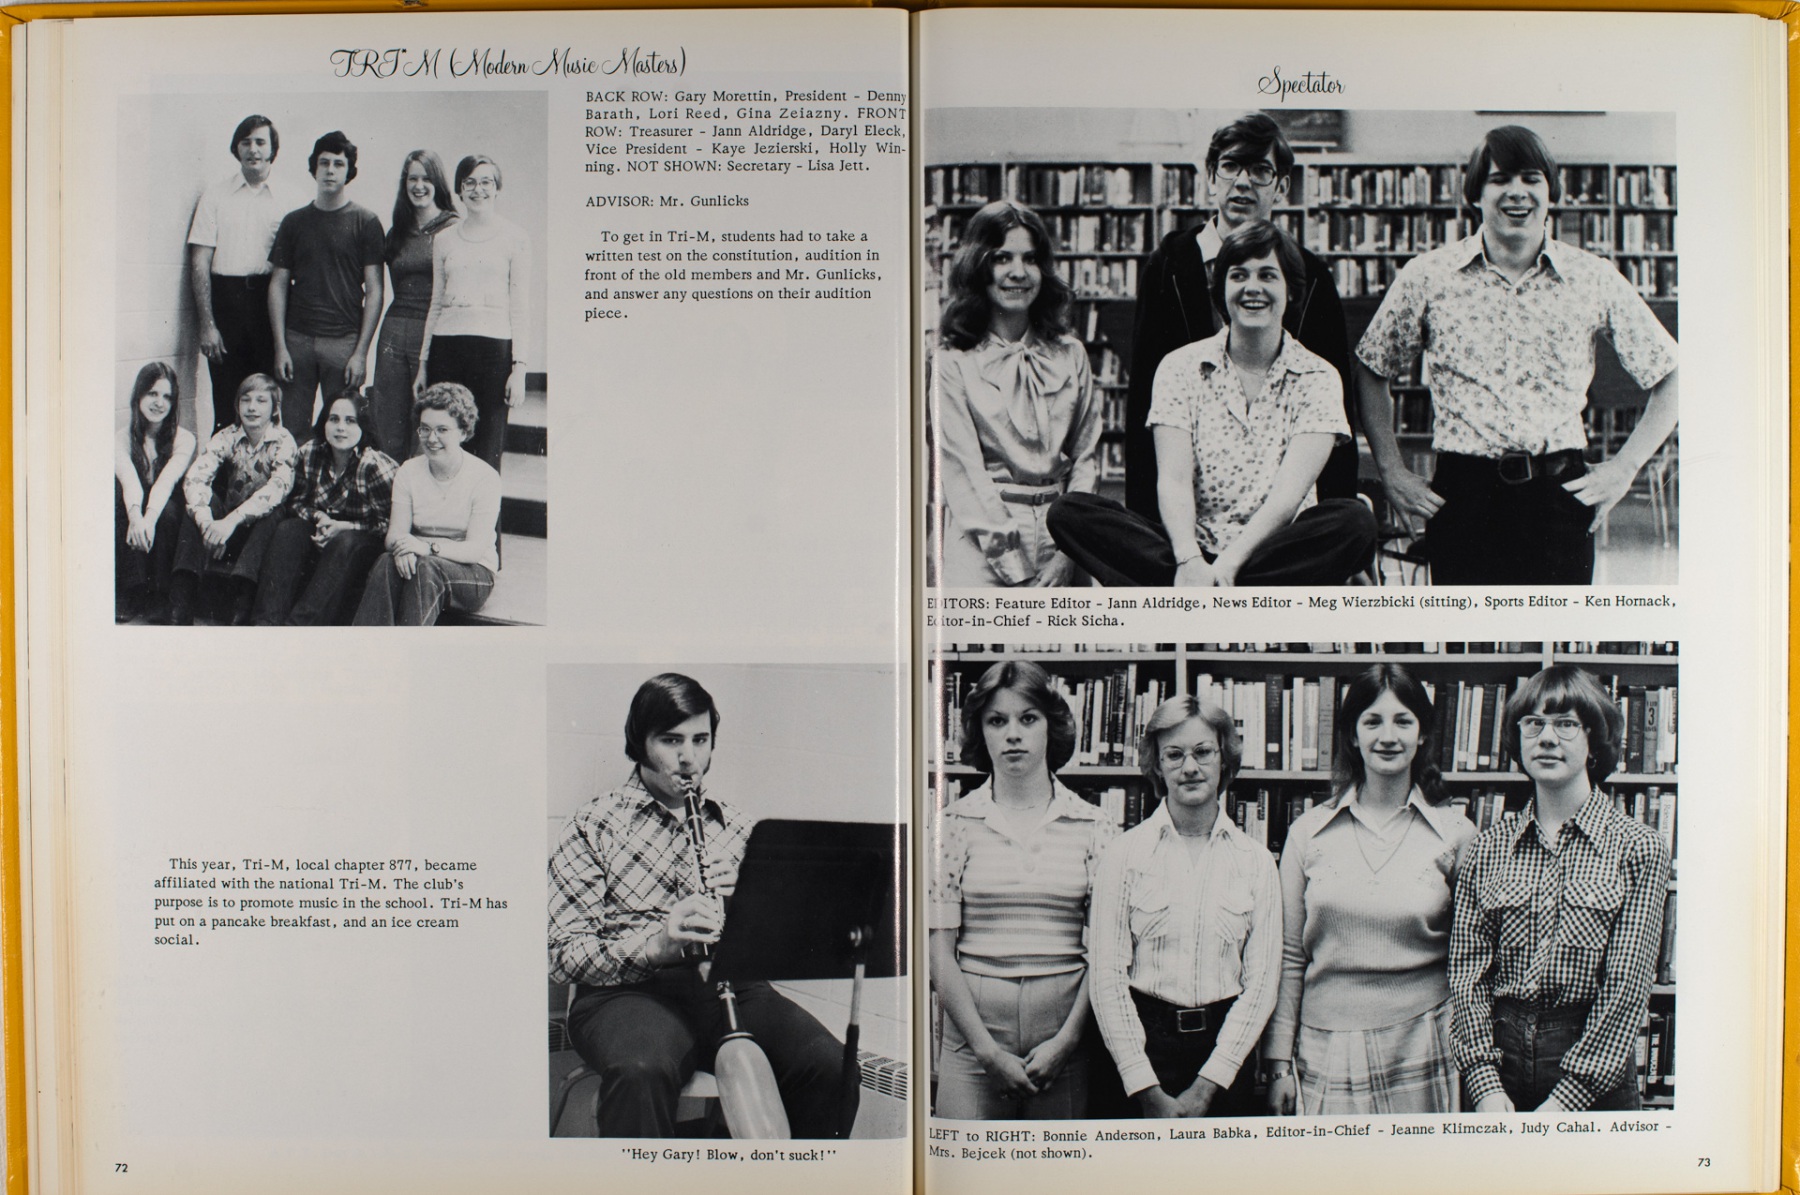 TRI-M (Modern Music Masters)
BACK ROW: Gary Morettin, President - Denny
Barath, Lori Reed, Gina Zeiazny. FRONT
ROW: Treasurer - Jann Aldridge, Daryl Eleck,
Vice President - Kaye Jezierski, Holly Win-
ning. NOT SHOWN: Secretary - Lisa Jett.
ADVISOR: Mr. Gunlicks
To get in Tri-M, students had to take a
written test on the constitution, audition in
front of the old members and Mr. Gunlicks,
and answer any questions on their audition
piece.
This year, Tri-M, local chapter 877, became
affiliated with the national Tri-M. The club's
purpose is to promote music in the school. Tri-M has
put on a pancake breakfast, and an ice cream
social.
"Hey Gary! Blow, don't suck!"
72
Spectator
EDITORS: Feature Editor - Jann Aldridge, News Editor - Meg Wierzbicki (sitting), Sports Editor - Ken Hornack,
Editor-in-Chief - Rick Sicha.
LEFT to RIGHT: Bonnie Anderson, Laura Babka, Editor-in-Chief - Jeanne Klimczak, Judy Cahal. Advisor -
Mrs. Bejcek (not shown).
73